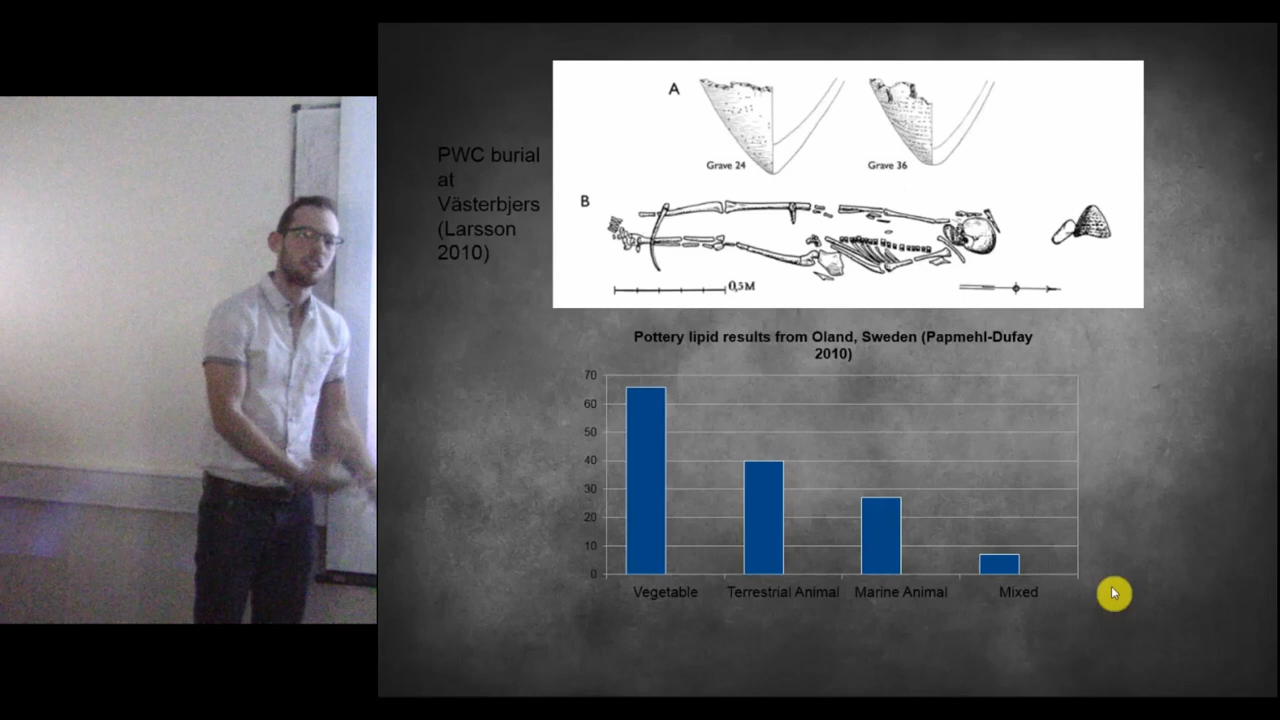 PWC burial
at
Västerbjers
(Larsson
2010)
A
Grave 24
Grave 36
B
0,5 M
Pottery lipid results from Oland, Sweden (Papmehl-Dufay
2010)
70
60
50
40
30
20
10
0
Vegetable Terrestrial Animal Marine Animal Mixed